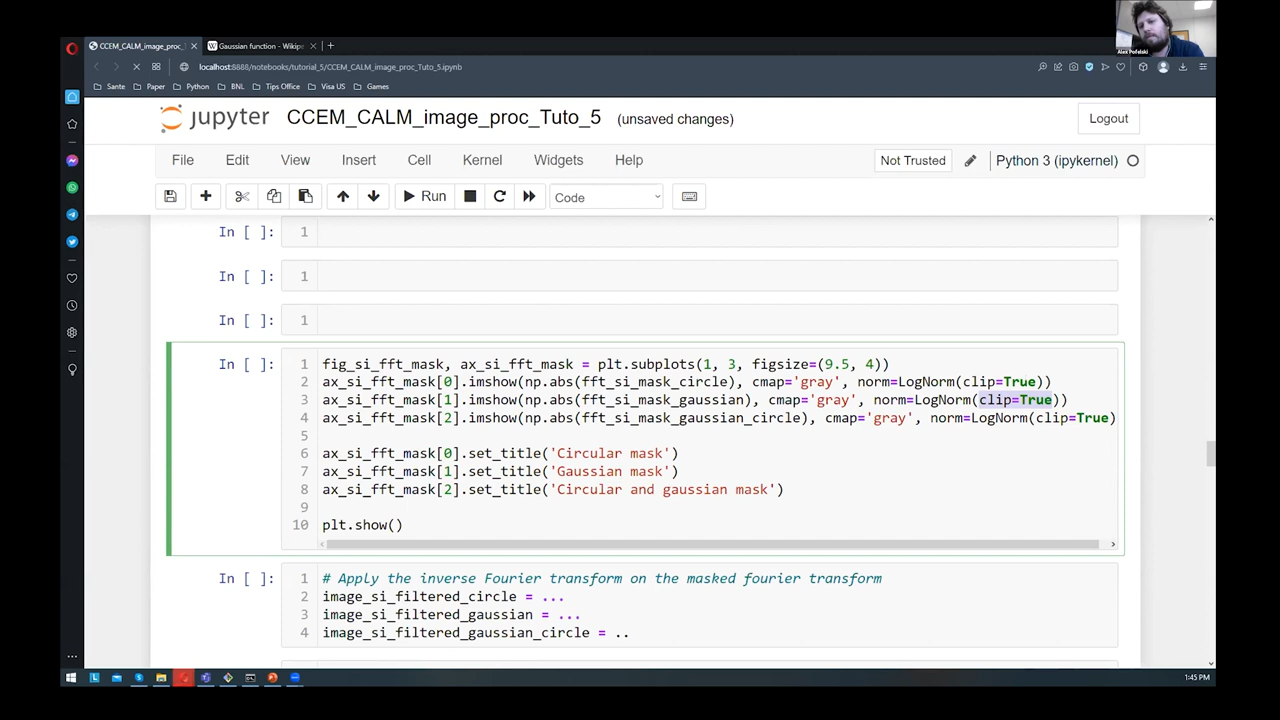 Alex Pofelski
CCEM_CALM_image_proc_
Gaussian function - Wikipe
localhost:8888/notebooks/tutorial_5/CCEM_CALM_image_proc_Tuto_5.ipynb
Sante Paper Python BNL Tips Office Visa US Games
jupyter CCEM_CALM_image_proc_Tuto_5 (unsaved changes) Logout
File Edit View Insert Cell Kernel Widgets Help Not Trusted Python 3 (ipykernel)
Run Code
In [ ]: 1
In [ ]: 1
In [ ]: 1
In [ ]: 1 fig_si_fft_mask, ax_si_fft_mask = plt.subplots(1, 3, figsize=(9.5, 4))
2 ax_si_fft_mask[0].imshow(np.abs(fft_si_mask_circle), cmap='gray', norm=LogNorm(clip=True))
3 ax_si_fft_mask[1].imshow(np.abs(fft_si_mask_gaussian), cmap='gray', norm=LogNorm(clip=True))
4 ax_si_fft_mask[2].imshow(np.abs(fft_si_mask_gaussian_circle), cmap='gray', norm=LogNorm(clip=True)
5
6 ax_si_fft_mask[0].set_title('Circular mask')
7 ax_si_fft_mask[1].set_title('Gaussian mask')
8 ax_si_fft_mask[2].set_title('Circular and gaussian mask')
9
10 plt.show()
In [ ]: 1 # Apply the inverse Fourier transform on the masked fourier transform
2 image_si_filtered_circle = ...
3 image_si_filtered_gaussian = ...
4 image_si_filtered_gaussian_circle = ..
1:45 PM